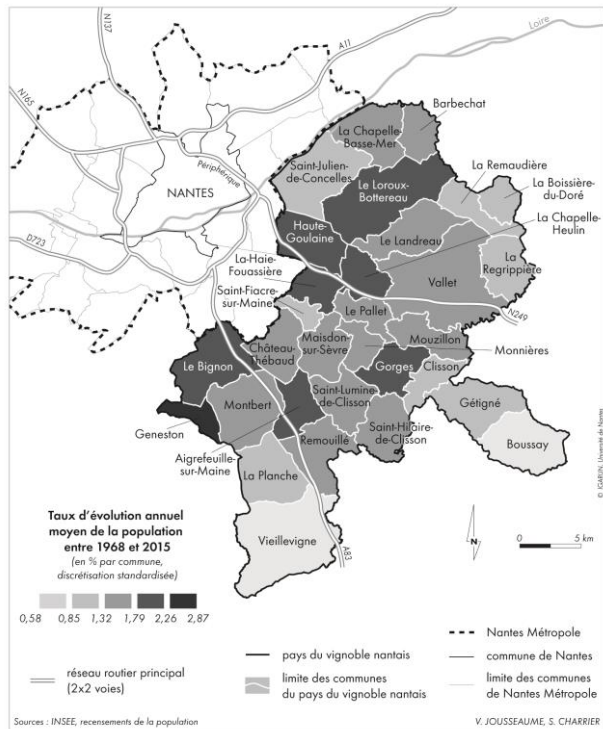 N137
A11
Loire
N165
Barbechat
La Chapelle-
Basse-Mer
La Remaudière
Saint-Julien-
de-Concelles
La Boissière-
du-Doré
Périphérique
NANTES
Le Loroux-
Bottereau
La Chapelle-
Heulin
Haute-
Goulaine
D723
Le Landreau
La-Haie-
Fouassière
La
Regrippière
Vallet
Saint-Fiacre-
sur-Maine
Le Pallet
N249
Château-
Thébaud
Maisdon-
sur-Sèvre
Mouzillon
Monnières
Le Bignon
Gorges
Clisson
Montbert
Saint-Lumine-
de-Clisson
Gétigné
Geneston
Saint-Hilaire-
de-Clisson
Boussay
Aigrefeuille-
sur-Maine
Remouillé
La Planche
Vieillevigne
A83
N
0 5 km
© IGARUN, Université de Nantes
Taux d'évolution annuel
moyen de la population
entre 1968 et 2015
(en % par commune,
discrétisation standardisée)
0,58 0,85 1,32 1,79 2,26 2,87
réseau routier principal
(2x2 voies)
pays du vignoble nantais
limite des communes
du pays du vignoble nantais
Nantes Métropole
commune de Nantes
limite des communes
de Nantes Métropole
Sources : INSEE, recensements de la population
V. JOUSSEAUME, S. CHARRIER